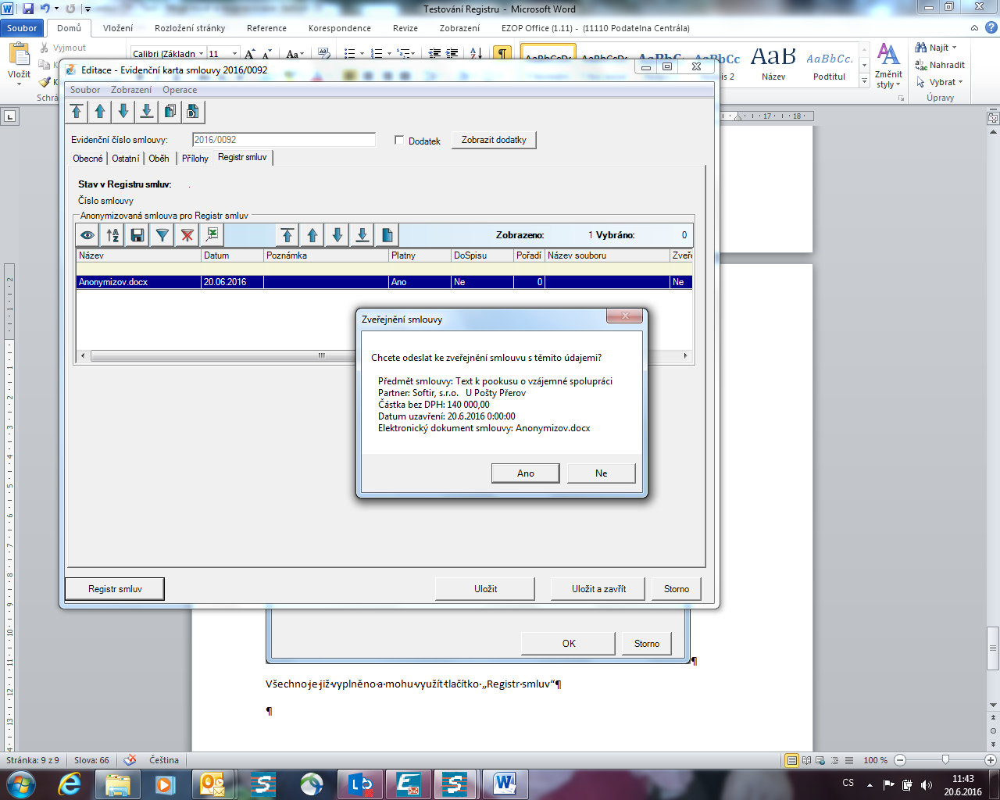 Testování Registru - Microsoft Word
Soubor Domů Vložení Rozložení stránky Reference Korespondence Revize Zobrazení EZOP Office (1.11) - (11110 Podatelna Centrála)
Vložit
Vyjmout
Calibri (Základn 11
Název
Podtitul
Změnit styly
Najít
Nahradit
Vybrat
Úpravy
Editace - Evidenční karta smlouvy 2016/0092
Soubor Zobrazení Operace
Evidenční číslo smlouvy: 2016/0092 Dodatek Zobrazit dodatky
Obecné Ostatní Oběh Přílohy Registr smluv
Stav v Registru smluv: .
Číslo smlouvy
Anonymizovaná smlouva pro Registr smluv
Zobrazeno: 1 Vybráno: 0
Název Datum Poznámka Platny DoSpisu Pořadí Název souboru Zveře
Anonymizov.docx 20.06.2016 Ano Ne 0 Ne
Zveřejnění smlouvy
Chcete odeslat ke zveřejnění smlouvu s těmito údajemi?
Předmět smlouvy: Text k pookusu o vzájemné spolupráci
Partner: Softir, s.r.o. U Pošty Přerov
Částka bez DPH: 140 000,00
Datum uzavření: 20.6.2016 0:00:00
Elektronický dokument smlouvy: Anonymizov.docx
Ano Ne
Registr smluv Uložit Uložit a zavřít Storno
OK Storno
¶
Všechno·je·již·vyplněno·a·mohu·využít·tlačítko·„Registr·smluv“¶
¶
Stránka: 9 z 9 Slova: 66 Čeština 100 %
CS 11:43
20.6.2016